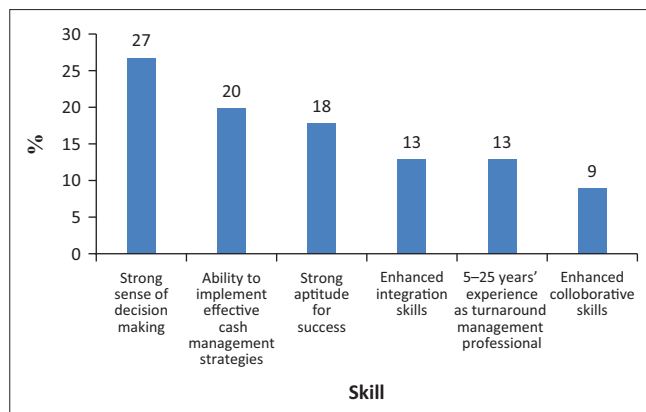 30
25
20
15
10
5
0
%
27
20
18
13
13
9
Strong
sense of
decision
making
Ability to
implement
effective
cash
management
strategies
Strong
aptitude
for
success
Enhanced
integration
skills
5–25 years’
experience
as turnaround
management
professional
Enhanced
colloborative
skills
Skill